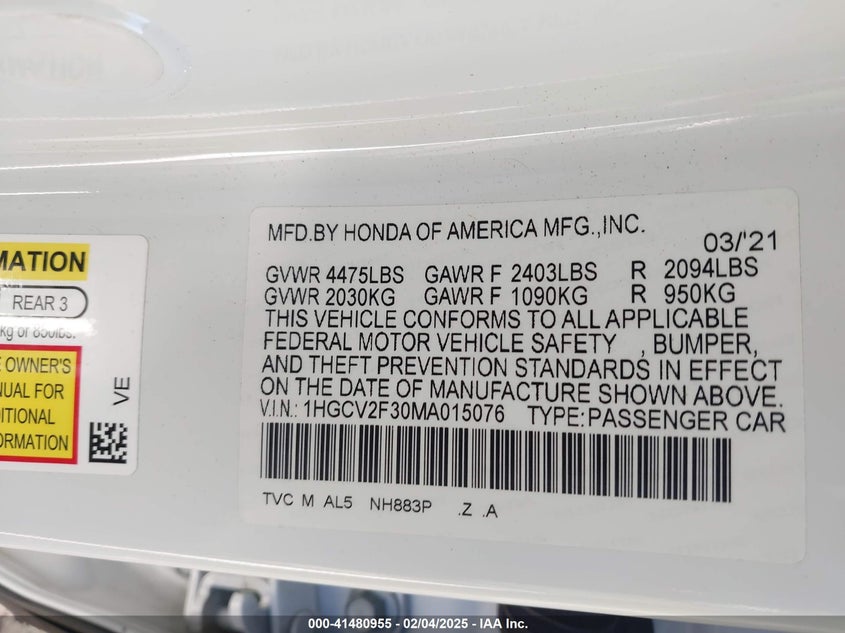 MATION
REAR 3
kg or 850lbs.
OWNER'S
FOR
VE
MFD.BY HONDA OF AMERICA MFG.,INC.
03/'21
GVWR 4475LBS GAWR F 2403LBS R 2094LBS
GVWR 2030KG GAWR F 1090KG R 950KG
THIS VEHICLE CONFORMS TO ALL APPLICABLE
FEDERAL MOTOR VEHICLE SAFETY , BUMPER,
AND THEFT PREVENTION STANDARDS IN EFFECT
ON THE DATE OF MANUFACTURE SHOWN ABOVE.
V.I.N.: 1HGCV2F30MA015076 TYPE:PASSENGER CAR
TVC M AL5 NH883P .Z .A
000-41480955 - 02/04/2025 - IAA Inc.